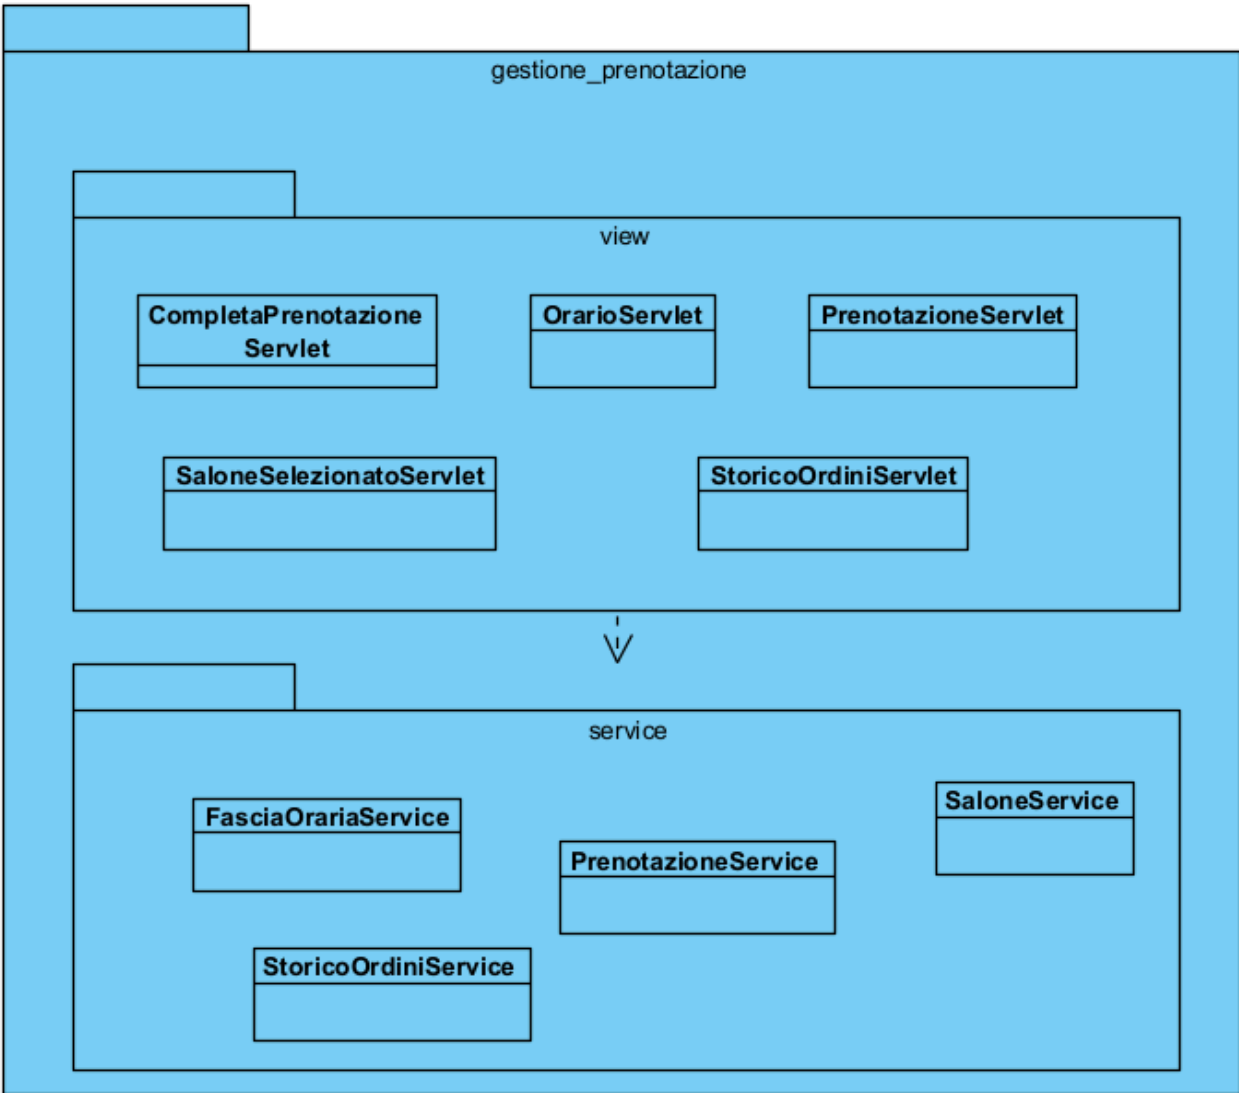 gestione_prenotazione
view
CompletaPrenotazione
Servlet
OrarioServlet
PrenotazioneServlet
SaloneSelezionatoServlet
StoricoOrdiniServlet
service
FasciaOrariaService
PrenotazioneService
SaloneService
StoricoOrdiniService